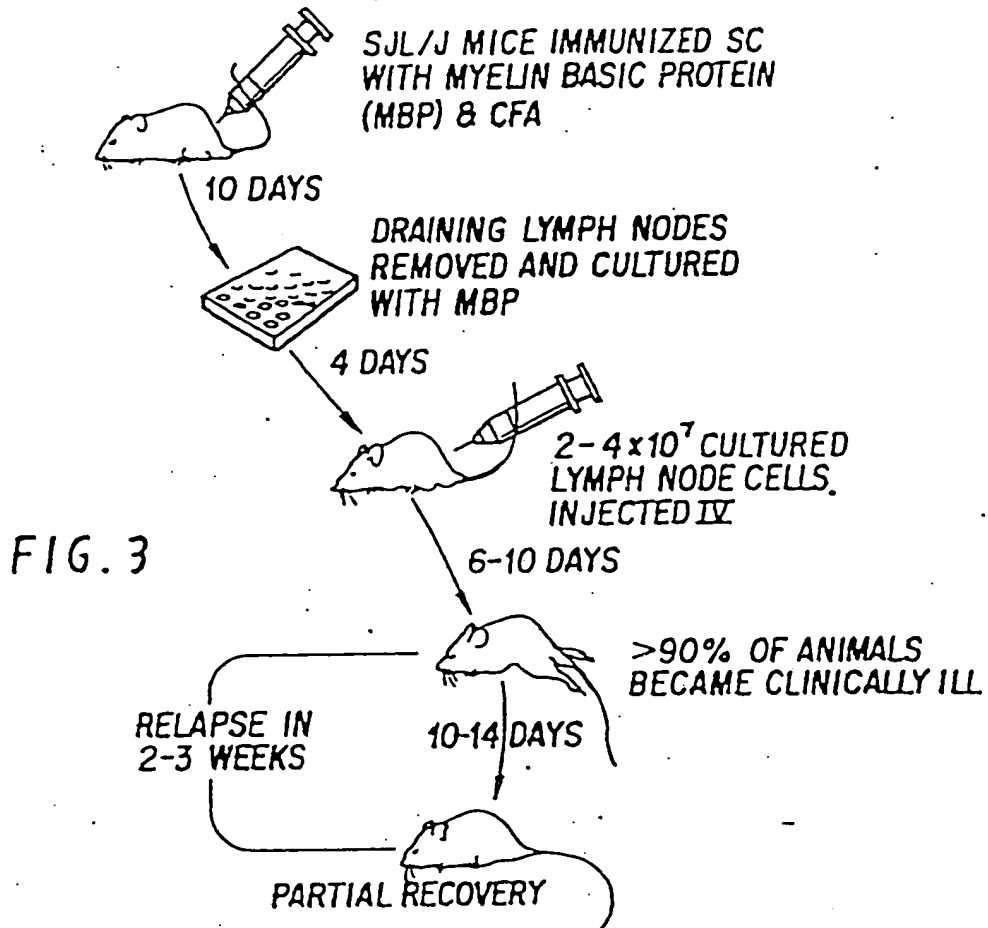 SJL/J MICE IMMUNIZED SC
WITH MYELIN BASIC PROTEIN
(MBP) & CFA
10 DAYS
DRAINING LYMPH NODES
REMOVED AND CULTURED
WITH MBP
4 DAYS
2-4x10⁷ CULTURED
LYMPH NODE CELLS.
INJECTED IV
FIG. 3
6-10 DAYS
>90% OF ANIMALS
BECAME CLINICALLY ILL
RELAPSE IN
2-3 WEEKS
10-14 DAYS
PARTIAL RECOVERY